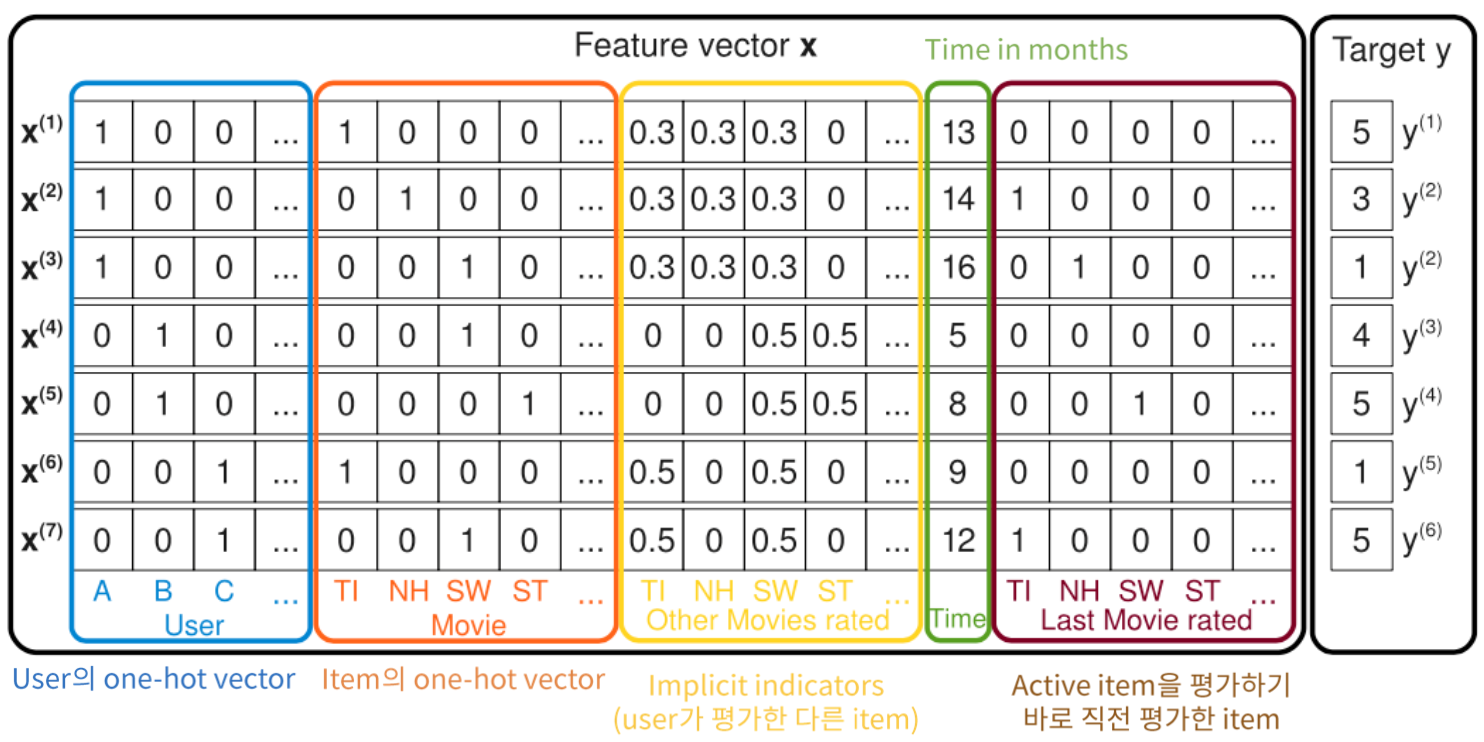 Feature vector x Time in months Target y
x(1) 1 0 0 ... 1 0 0 0 ... 0.3 0.3 0.3 0 ... 13 0 0 0 0 ... 5 y(1)
x(2) 1 0 0 ... 0 1 0 0 ... 0.3 0.3 0.3 0 ... 14 1 0 0 0 ... 3 y(2)
x(3) 1 0 0 ... 0 0 1 0 ... 0.3 0.3 0.3 0 ... 16 0 1 0 0 ... 1 y(2)
x(4) 0 1 0 ... 0 0 1 0 ... 0 0 0.5 0.5 ... 5 0 0 0 0 ... 4 y(3)
x(5) 0 1 0 ... 0 0 0 1 ... 0 0 0.5 0.5 ... 8 0 0 1 0 ... 5 y(4)
x(6) 0 0 1 ... 1 0 0 0 ... 0.5 0 0.5 0 ... 9 0 0 0 0 ... 1 y(5)
x(7) 0 0 1 ... 0 0 1 0 ... 0.5 0 0.5 0 ... 12 1 0 0 0 ... 5 y(6)
A B C ... TI NH SW ST ... TI NH SW ST ... TI NH SW ST ...
User Movie Other Movies rated Time Last Movie rated
User의 one-hot vector Item의 one-hot vector
Implicit indicators
(user가 평가한 다른 item)
Active item을 평가하기
바로 직전 평가한 item